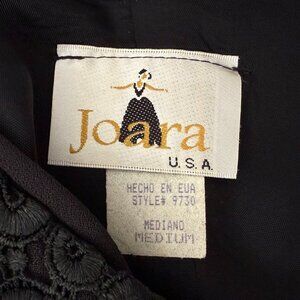 Joara
U.S.A.
HECHO EN EUA
STYLE# 9730
MEDIANO
MEDIUM